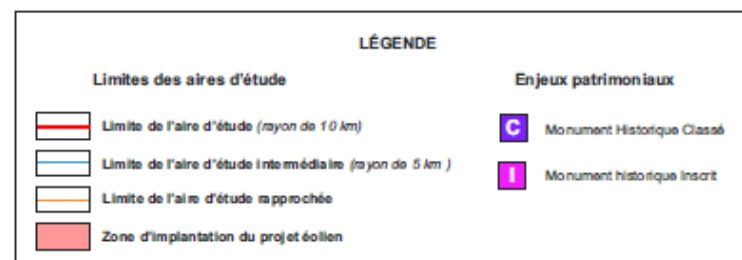 LÉGENDE
Limites des aires d'étude
Limite de l'aire d'étude (rayon de 10 km)
Limite de l'aire d'étude intermédiaire (rayon de 5 km )
Limite de l'aire d'étude rapprochée
Zone d'implantation du projet éolien
Enjeux patrimoniaux
C Monument Historique Classé
I Monument historique Inscrit